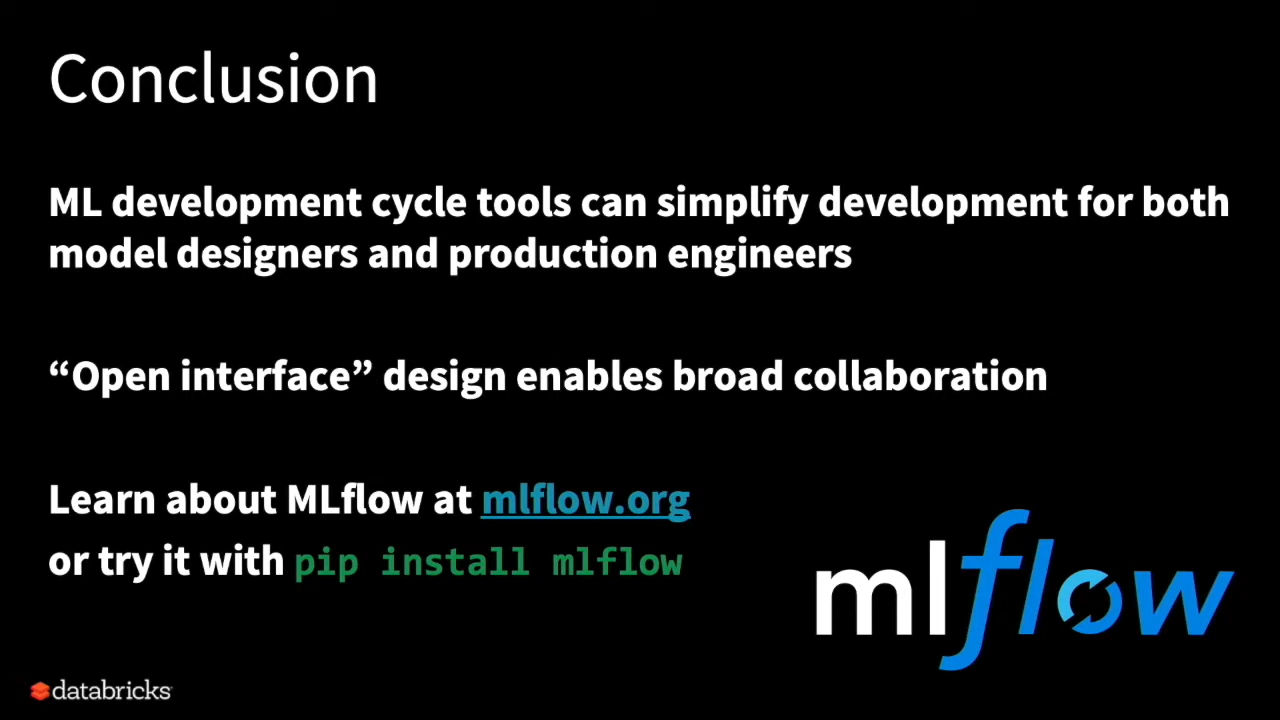 Conclusion
ML development cycle tools can simplify development for both
model designers and production engineers
“Open interface” design enables broad collaboration
Learn about MLflow at mlflow.org
or try it with pip install mlflow
mlflow
databricks